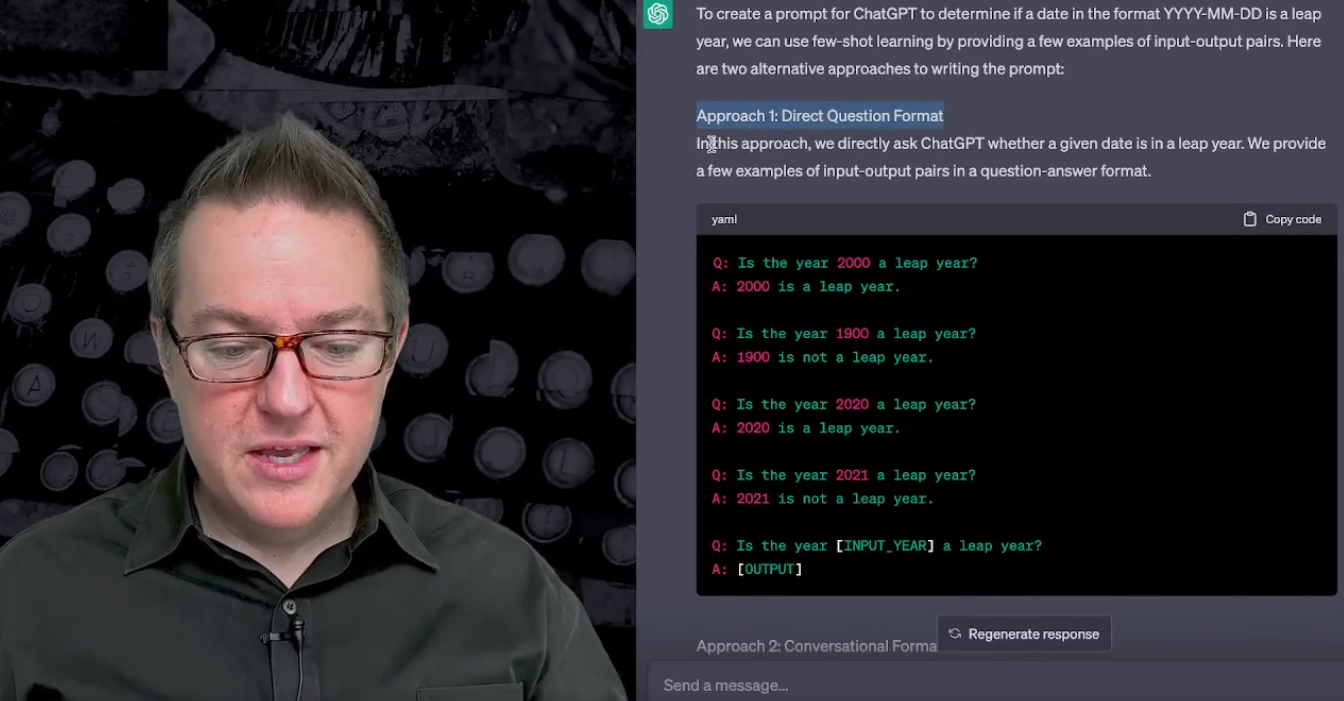 To create a prompt for ChatGPT to determine if a date in the format YYYY-MM-DD is a leap
year, we can use few-shot learning by providing a few examples of input-output pairs. Here
are two alternative approaches to writing the prompt:
Approach 1: Direct Question Format
In this approach, we directly ask ChatGPT whether a given date is in a leap year. We provide
a few examples of input-output pairs in a question-answer format.
yaml
Copy code
Q: Is the year 2000 a leap year?
A: 2000 is a leap year.
Q: Is the year 1900 a leap year?
A: 1900 is not a leap year.
Q: Is the year 2020 a leap year?
A: 2020 is a leap year.
Q: Is the year 2021 a leap year?
A: 2021 is not a leap year.
Q: Is the year [INPUT_YEAR] a leap year?
A: [OUTPUT]
Regenerate response
Approach 2: Conversational Forma
Send a message...